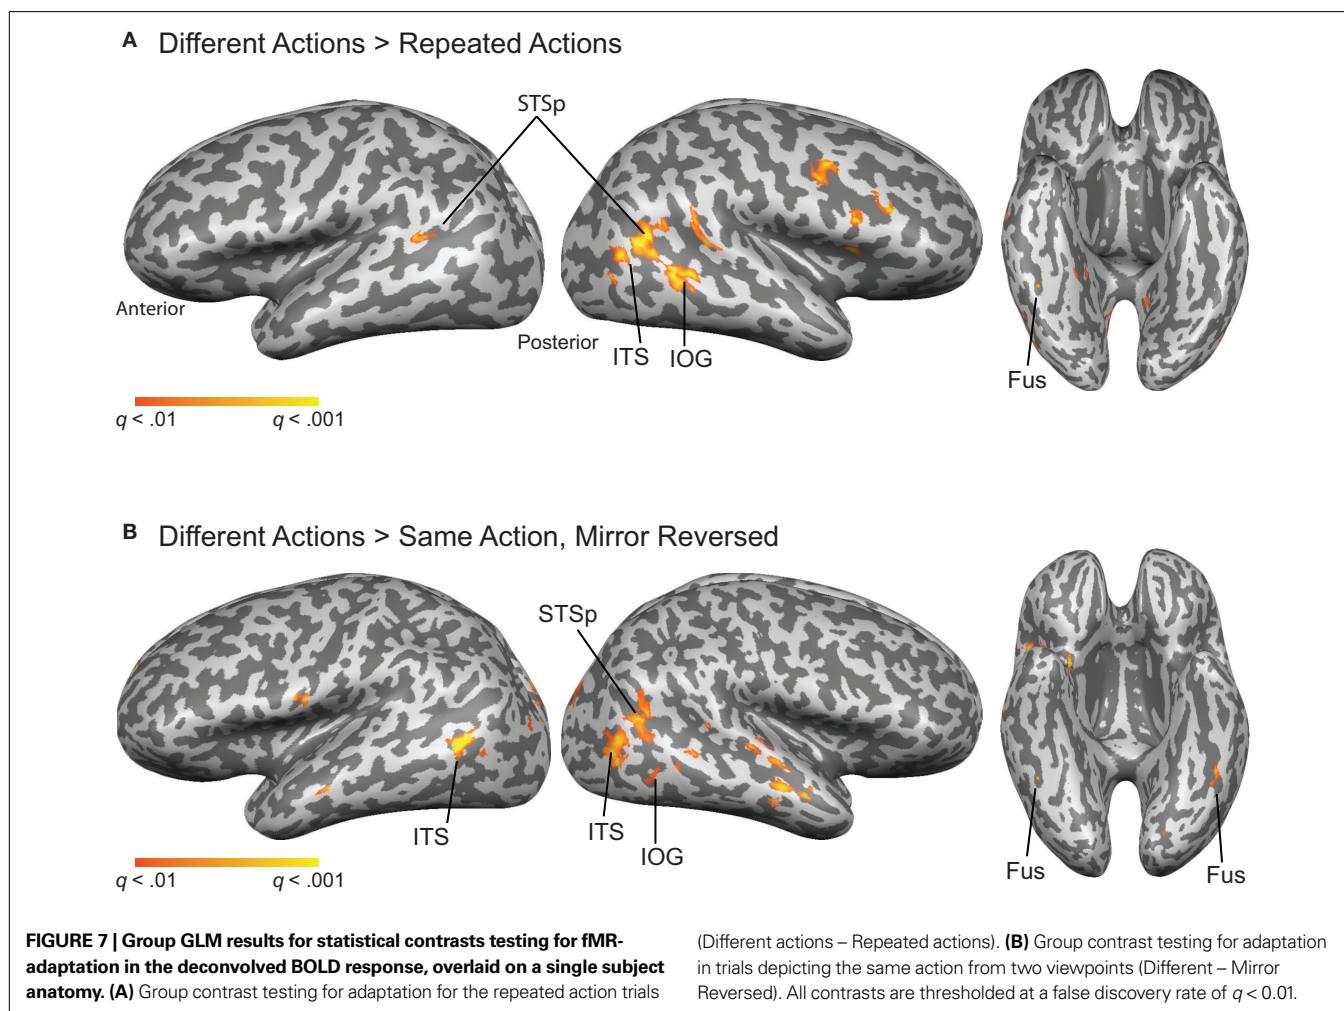 A Different Actions > Repeated Actions
STSp
Anterior
Posterior
ITS
IOG
Fus
q < .01 q < .001
B Different Actions > Same Action, Mirror Reversed
STSp
ITS
ITS
IOG
Fus
Fus
q < .01 q < .001
FIGURE 7 | Group GLM results for statistical contrasts testing for fMR-
adaptation in the deconvolved BOLD response, overlaid on a single subject
anatomy. (A) Group contrast testing for adaptation for the repeated action trials
(Different actions – Repeated actions). (B) Group contrast testing for adaptation
in trials depicting the same action from two viewpoints (Different – Mirror
Reversed). All contrasts are thresholded at a false discovery rate of q < 0.01.